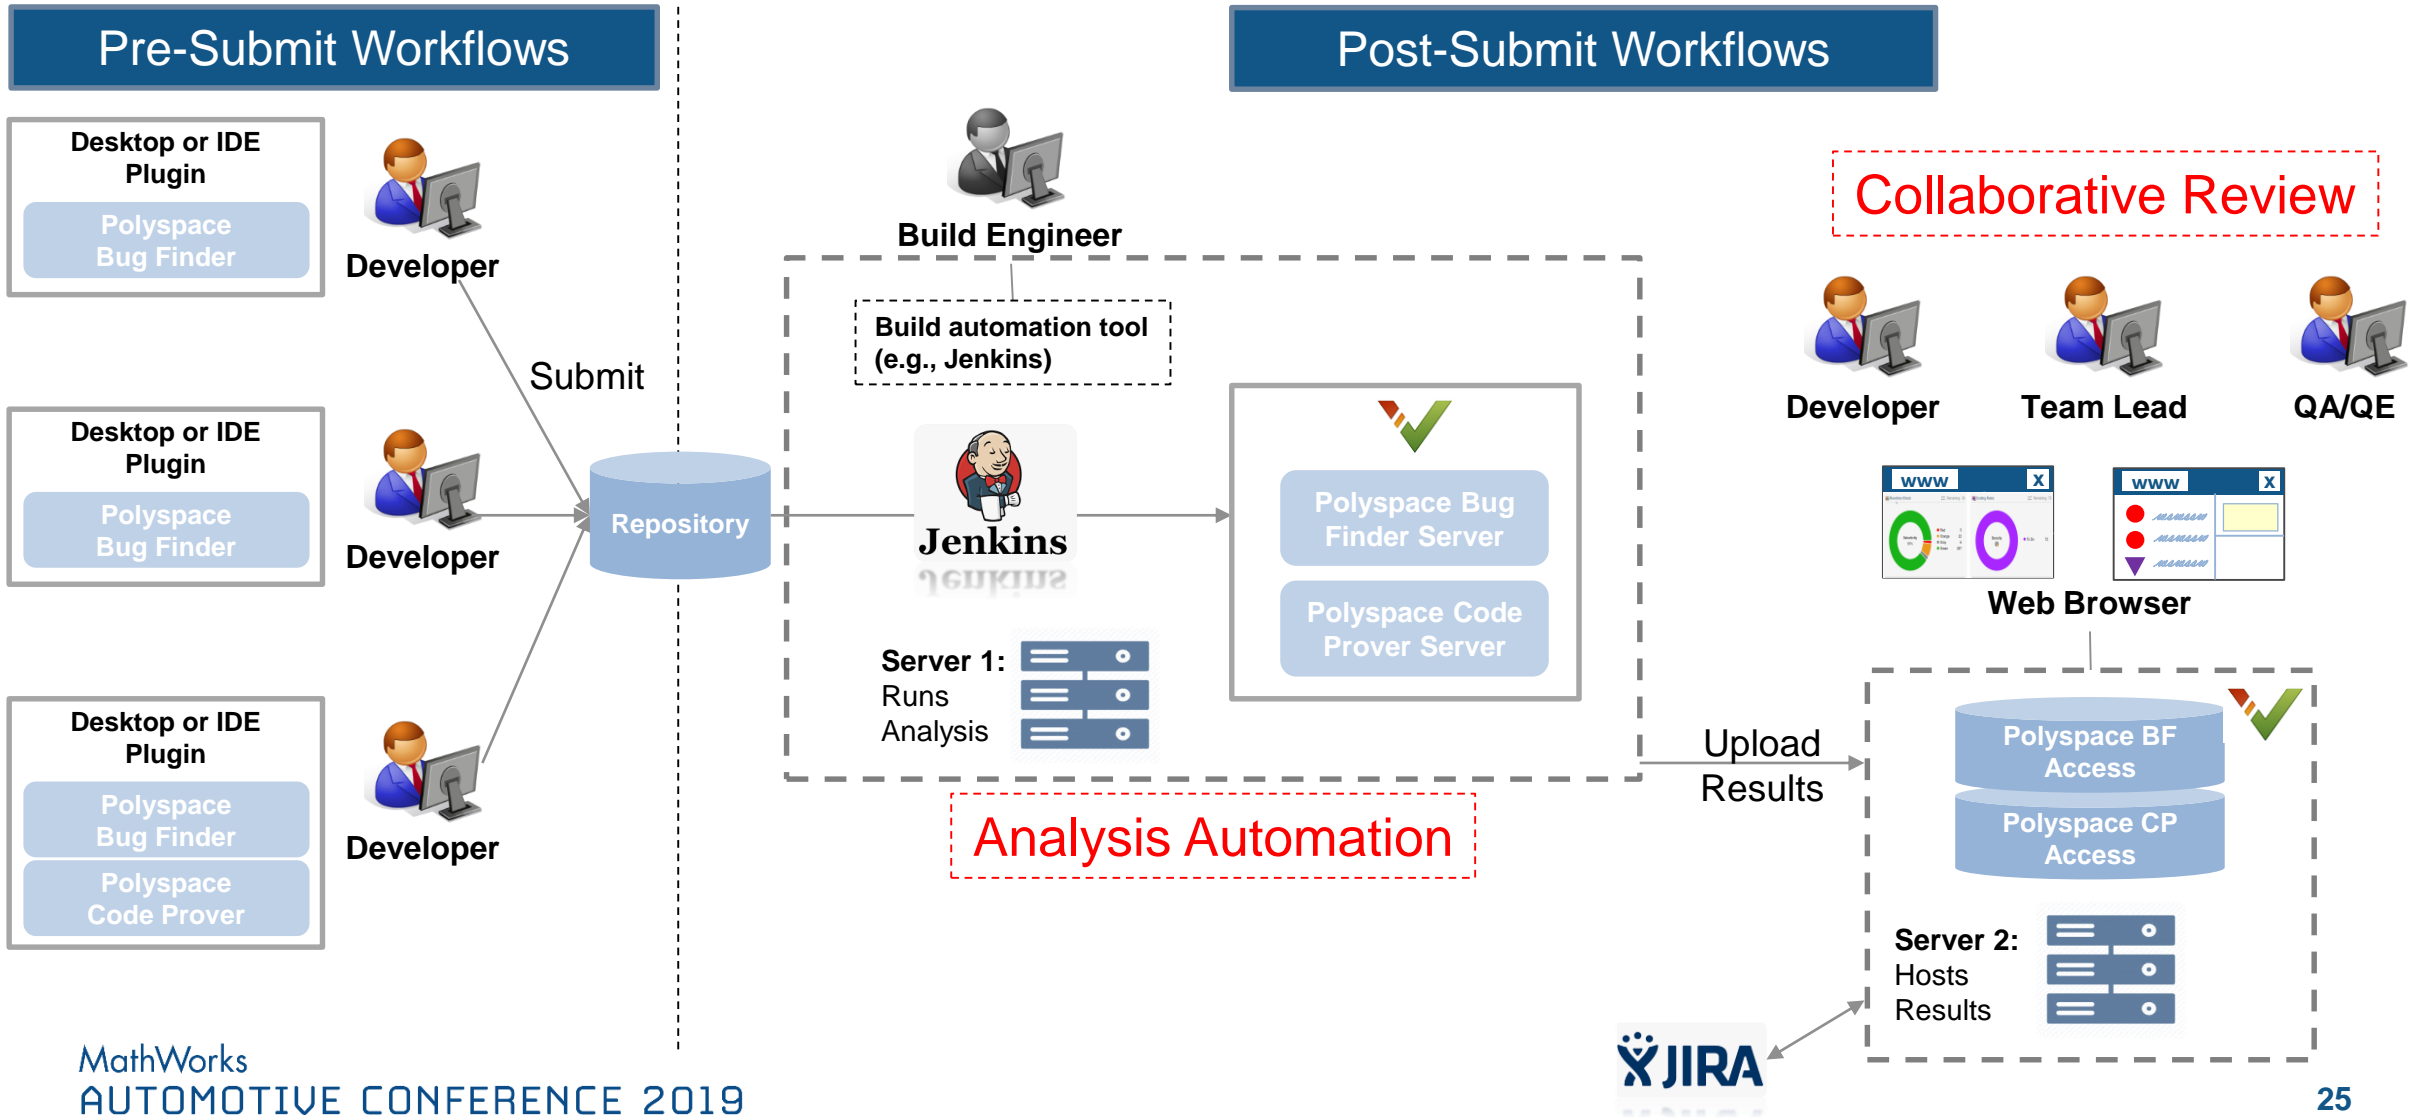 Pre-Submit Workflows
Post-Submit Workflows
Desktop or IDE
Plugin
Polyspace
Bug Finder
Developer
Desktop or IDE
Plugin
Polyspace
Bug Finder
Developer
Desktop or IDE
Plugin
Polyspace
Bug Finder
Polyspace
Code Prover
Developer
Submit
Repository
Build Engineer
Build automation tool
(e.g., Jenkins)
Jenkins
Server 1:
Runs
Analysis
Polyspace Bug
Finder Server
Polyspace Code
Prover Server
Analysis Automation
Upload
Results
Collaborative Review
Developer
Team Lead
QA/QE
www
X
www
X
Web Browser
Polyspace BF
Access
Polyspace CP
Access
Server 2:
Hosts
Results
JIRA
MathWorks
AUTOMOTIVE CONFERENCE 2019
25